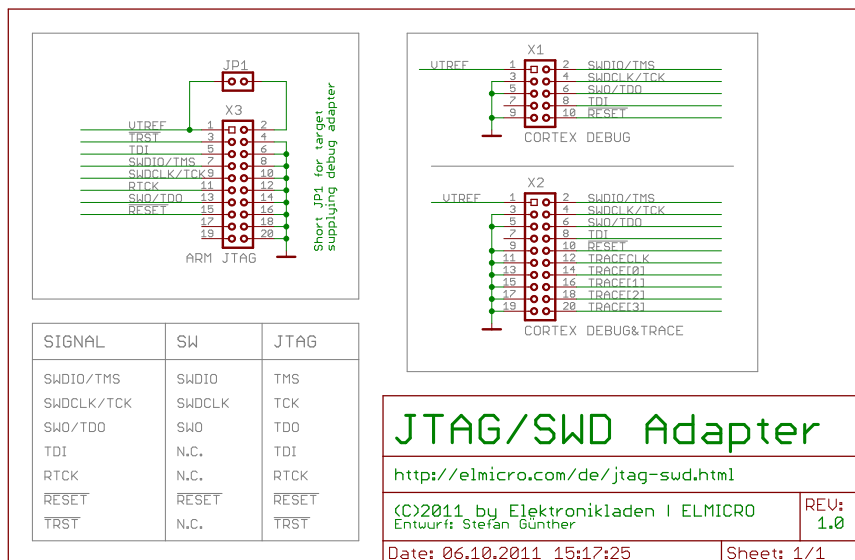 JP1
X3
VTREF 1 2
TRST 3 4
TDI 5 6
SWDIO/TMS 7 8
SWDCLK/TCK 9 10
RTCK 11 12
SWO/TDO 13 14
RESET 15 16
17 18
19 20
ARM JTAG
Short JP1 for target
supplying debug adapter
X1
VTREF 1 2 SWDIO/TMS
3 4 SWDCLK/TCK
5 6 SWO/TDO
7 8 TDI
9 10 RESET
CORTEX DEBUG
X2
VTREF 1 2 SWDIO/TMS
3 4 SWDCLK/TCK
5 6 SWO/TDO
7 8 TDI
9 10 RESET
11 12 TRACECLK
13 14 TRACE[0]
15 16 TRACE[1]
17 18 TRACE[2]
19 20 TRACE[3]
CORTEX DEBUG&TRACE
SIGNAL SW JTAG
SWDIO/TMS SWDIO TMS
SWDCLK/TCK SWDCLK TCK
SWO/TDO SWO TDO
TDI N.C. TDI
RTCK N.C. RTCK
RESET RESET RESET
TRST N.C. TRST
JTAG/SWD Adapter
http://elmicro.com/de/jtag-swd.html
(C)2011 by Elektronikladen | ELMICRO
Entwurf: Stefan Günther
REV:
1.0
Date: 06.10.2011 15:17:25
Sheet: 1/1